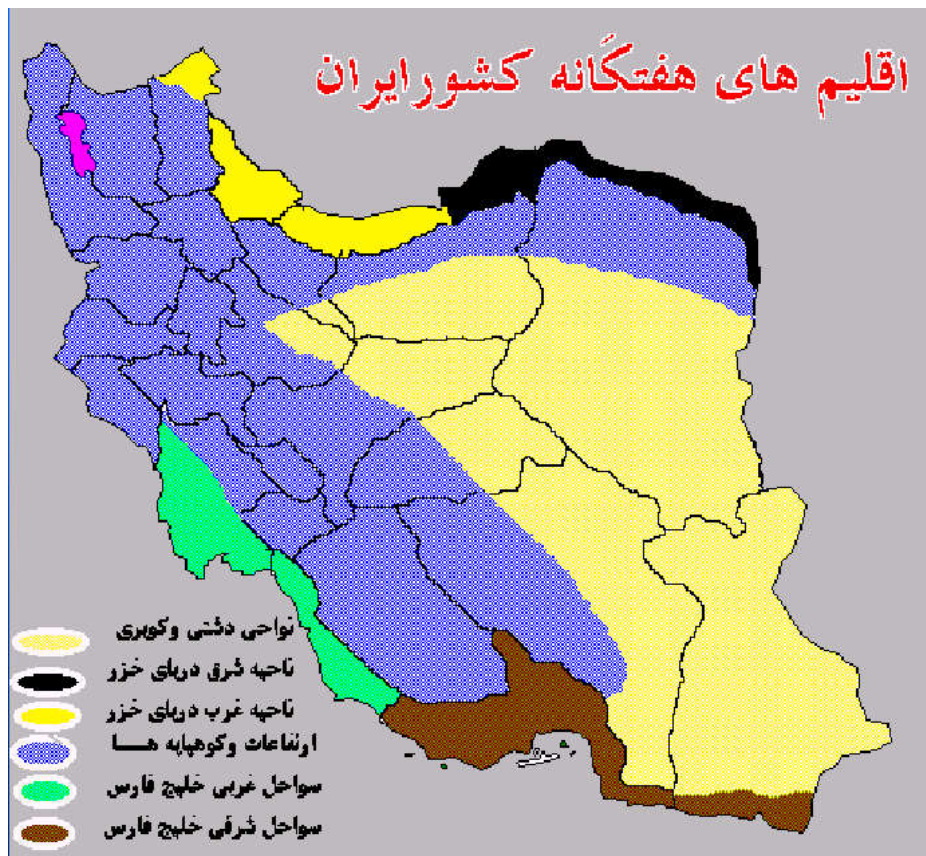 اقلیم های هفتگانه کشورایران
نواحی دشتی وکویری
ناحیه شرق دریای خزر
ناحیه غرب دریای خزر
ارتفاعات وکوهپایه هــا
سواحل غربی خلیج فارس
سواحل شرقی خلیج فارس